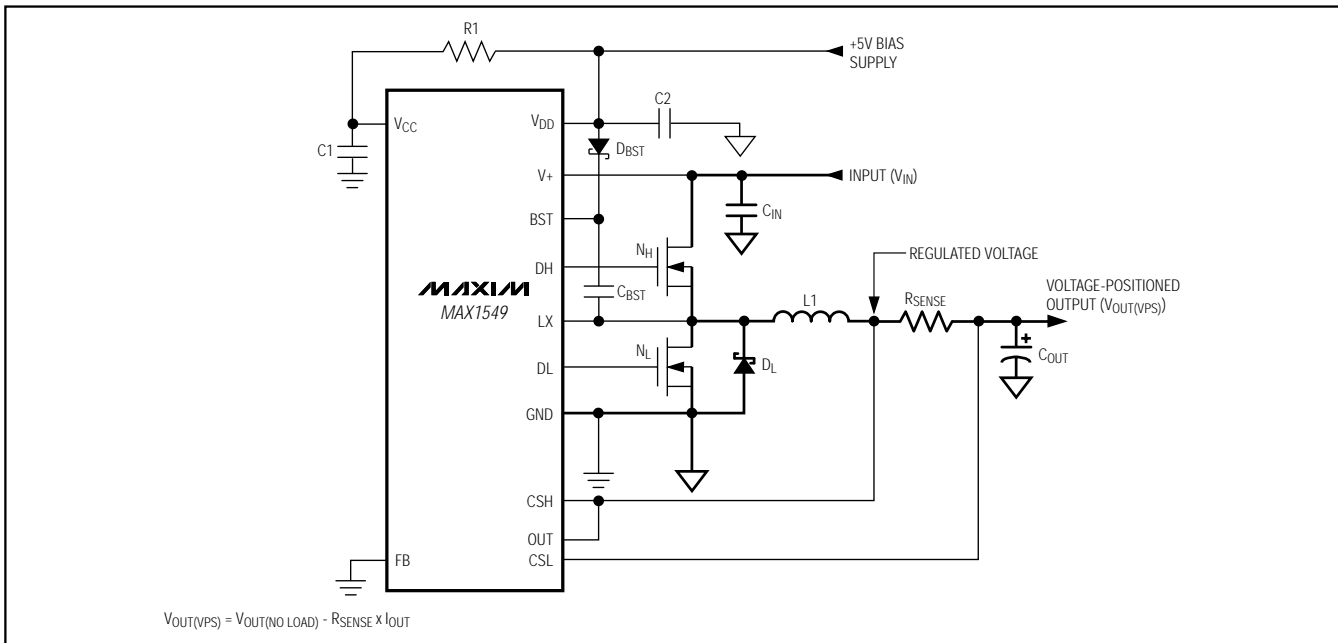 R1
+5V BIAS
SUPPLY
C2
VCC
VDD
C1
DBST
V+
INPUT (VIN)
CIN
BST
NH
REGULATED VOLTAGE
DH
MAXIM
MAX1549
CBST
L1
RSENSE
VOLTAGE-POSITIONED
OUTPUT (VOUT(VPS))
LX
NL
DL
COUT
DL
GND
CSH
OUT
FB
CSL
VOUT(VPS) = VOUT(NO LOAD) - RSENSE x IOUT